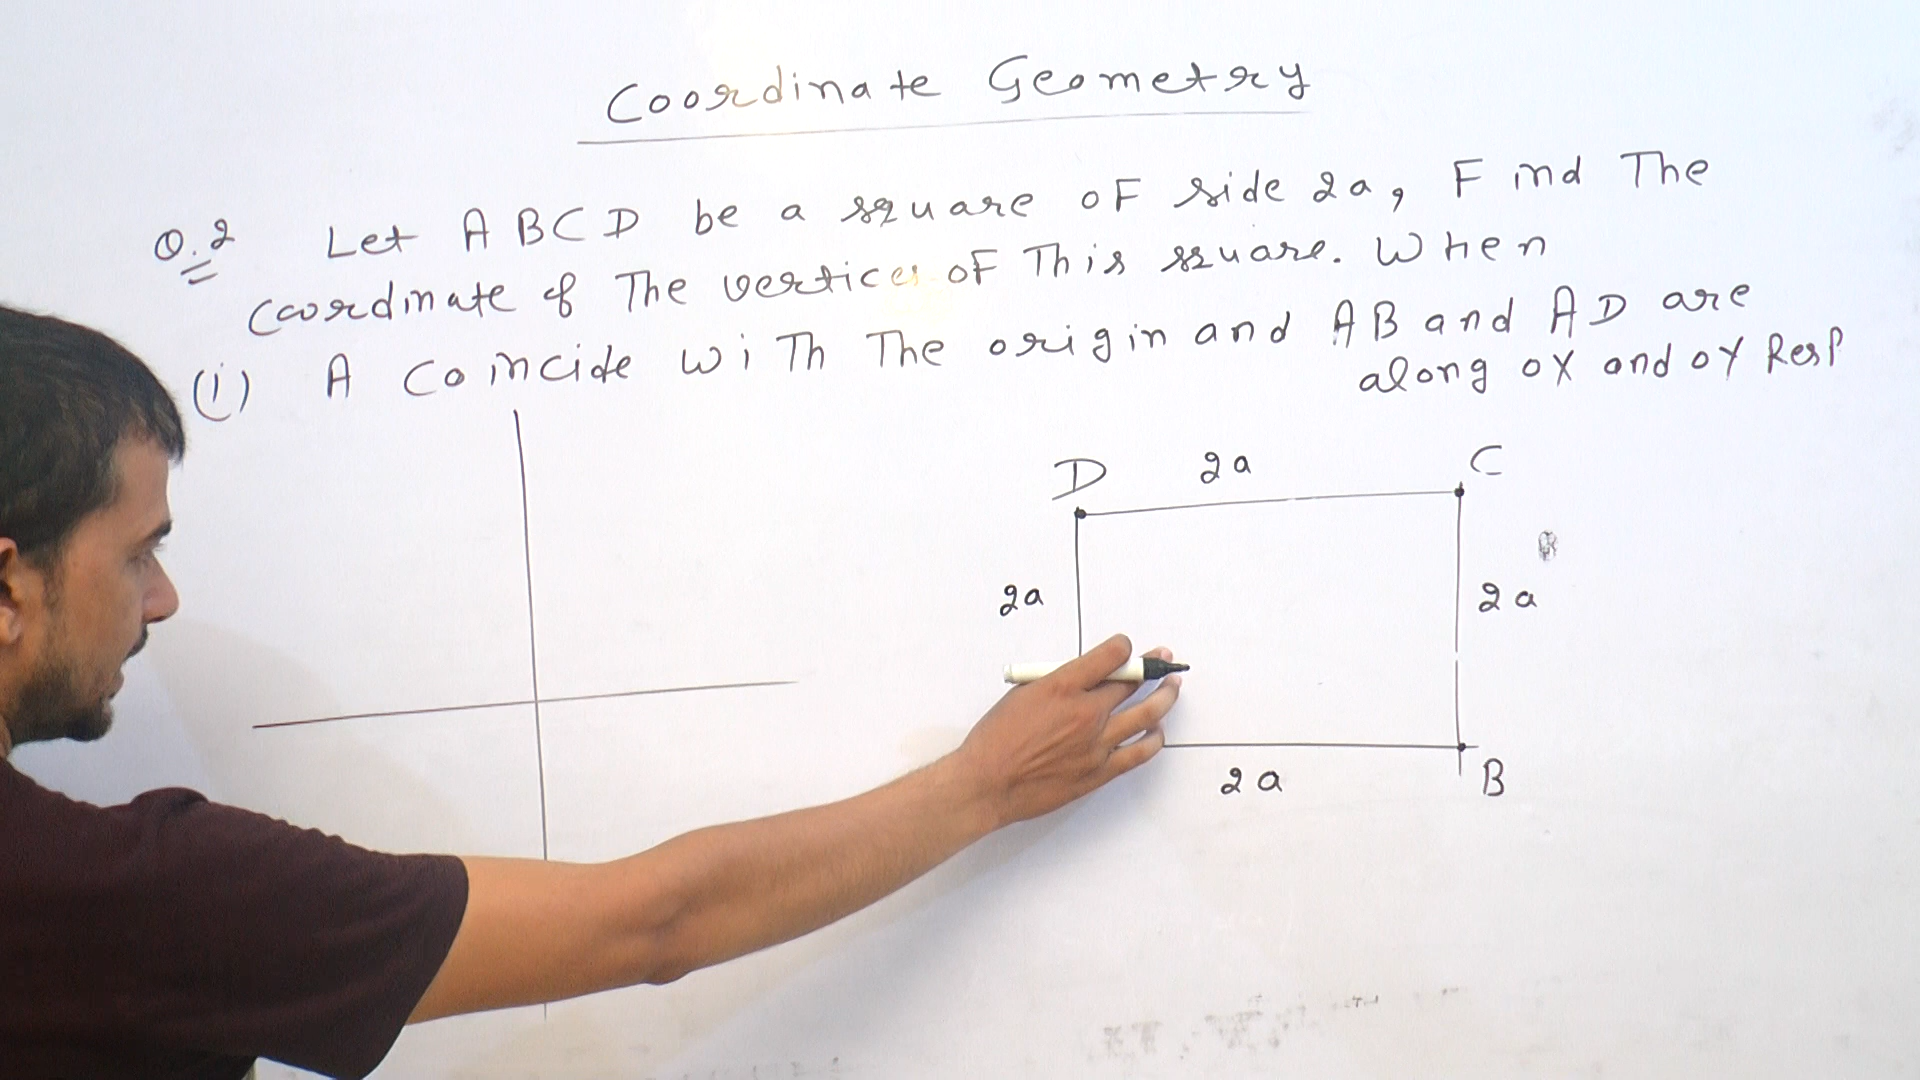 Coordinate Geometry
Q.2 Let ABCD be a square of side 2a, Find The
Coordinate of The vertices of This square. When
(i) A Coincide With The origin and AB and AD are
along OX and OY Resp
D 2a C
2a 2a
2a B